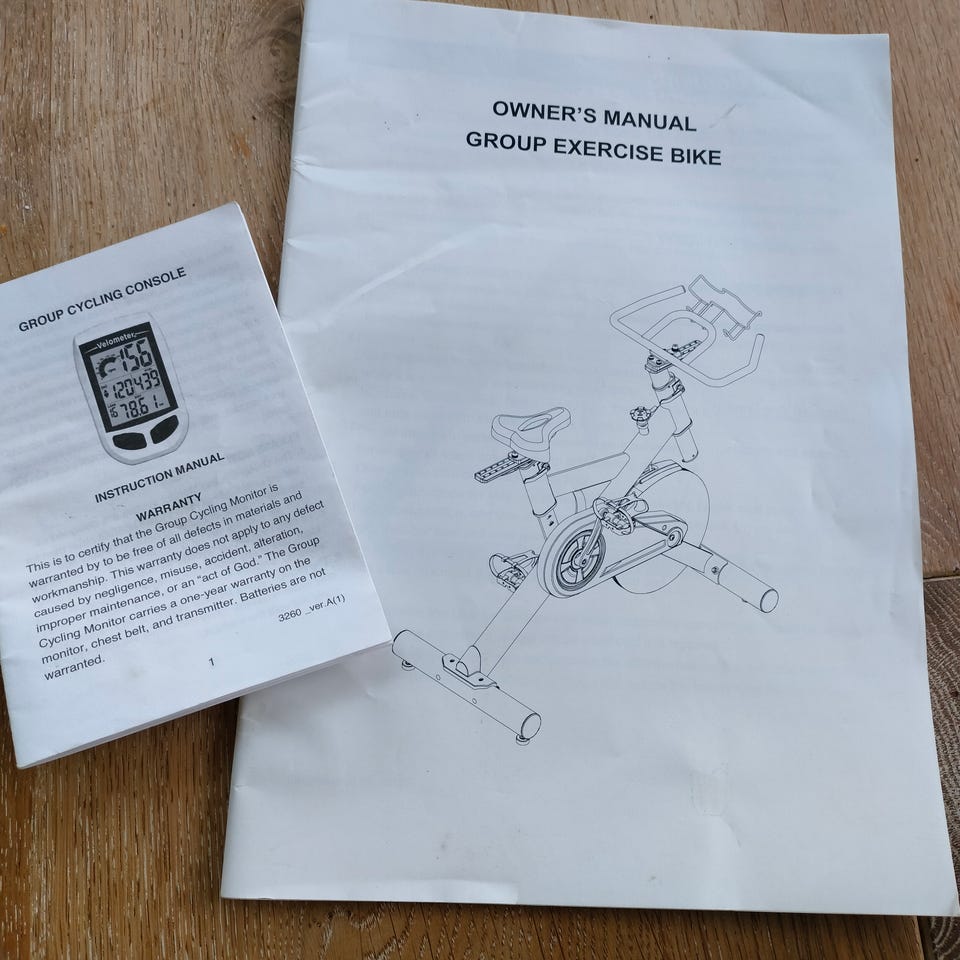 OWNER'S MANUAL
GROUP EXERCISE BIKE
GROUP CYCLING CONSOLE
Velometer
156
1204:39
78.6
INSTRUCTION MANUAL
WARRANTY
This is to certify that the Group Cycling Monitor is
warranted by to be free of all defects in materials and
workmanship. This warranty does not apply to any defect
caused by negligence, misuse, accident, alteration,
improper maintenance, or an "act of God." The Group
Cycling Monitor carries a one-year warranty on the
monitor, chest belt, and transmitter. Batteries are not
warranted.
3260 _ver.A(1)
1